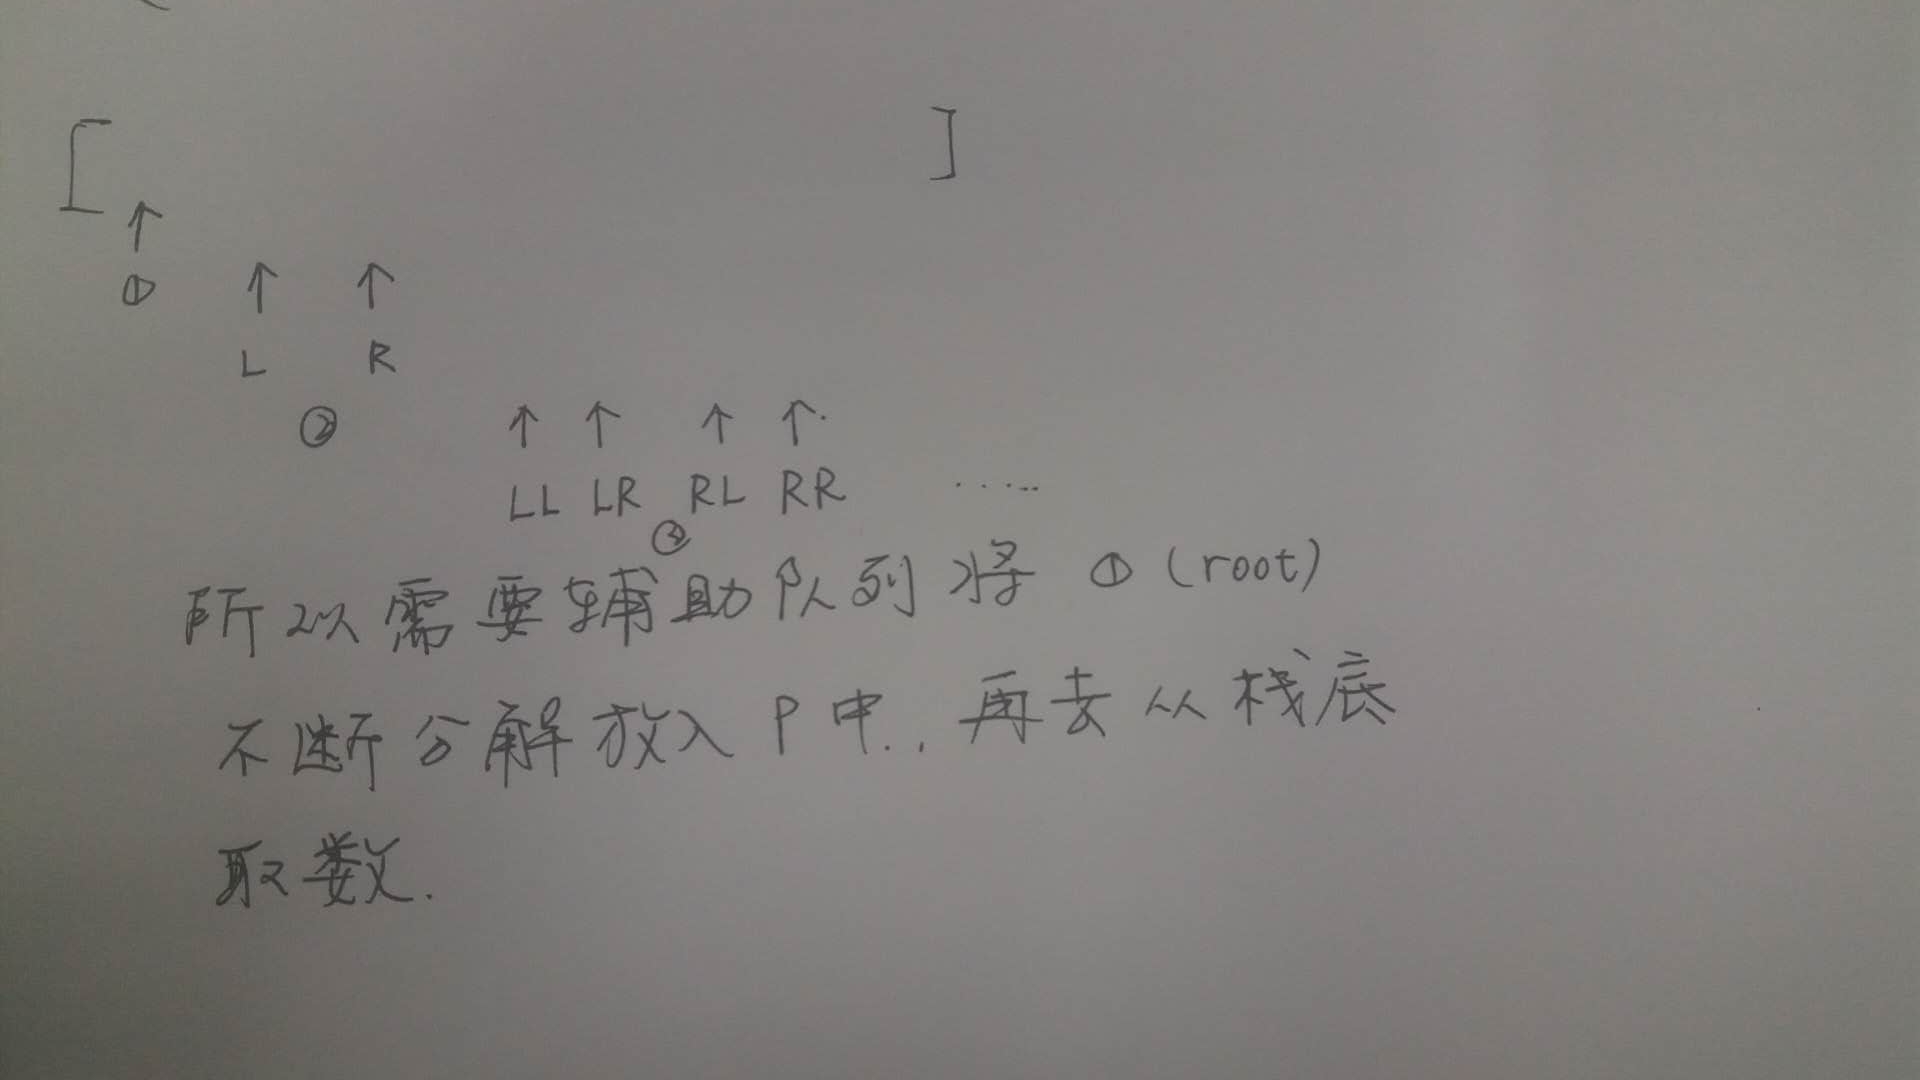 [ ]
↑
① ↑ ↑
L R
② ↑ ↑ ↑ ↑
LL LR RL RR ......
③
所以需要辅助队列将 ① (root)
不断分解放入 P 中.，再去从栈底
取数.